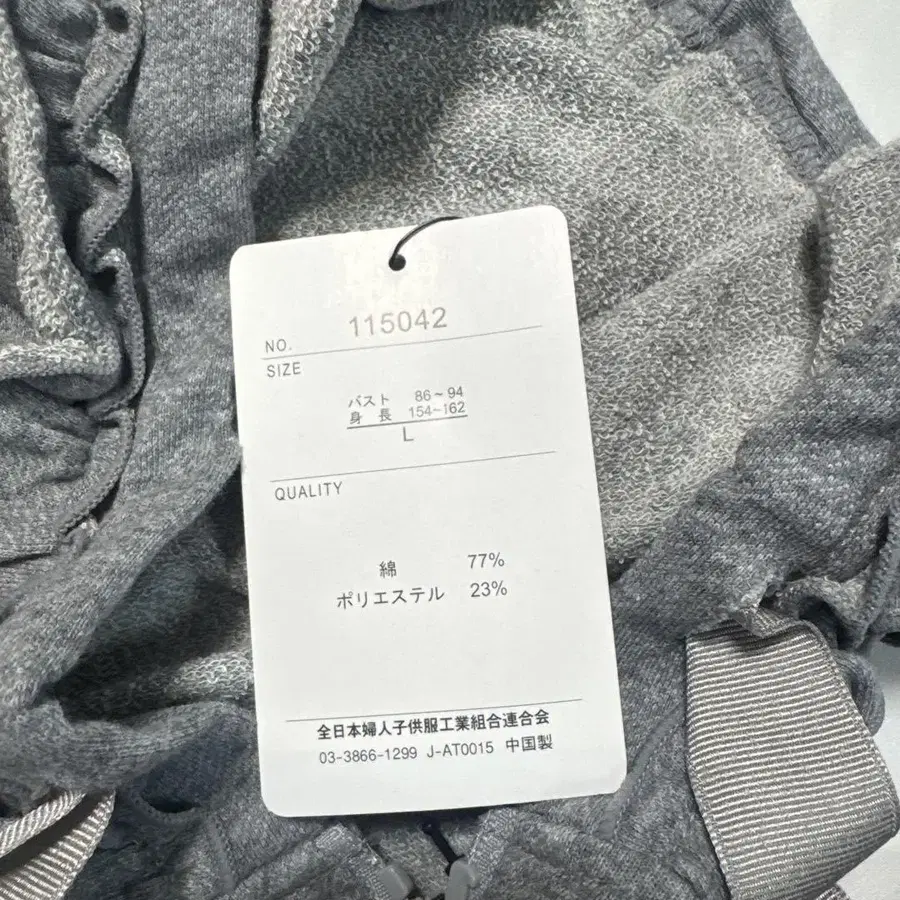 NO. 115042
SIZE
バスト 86~94
身 長 154~162
L
QUALITY
綿 77%
ポリエステル 23%
全日本婦人子供服工業組合連合会
03-3866-1299 J-AT0015 中国製